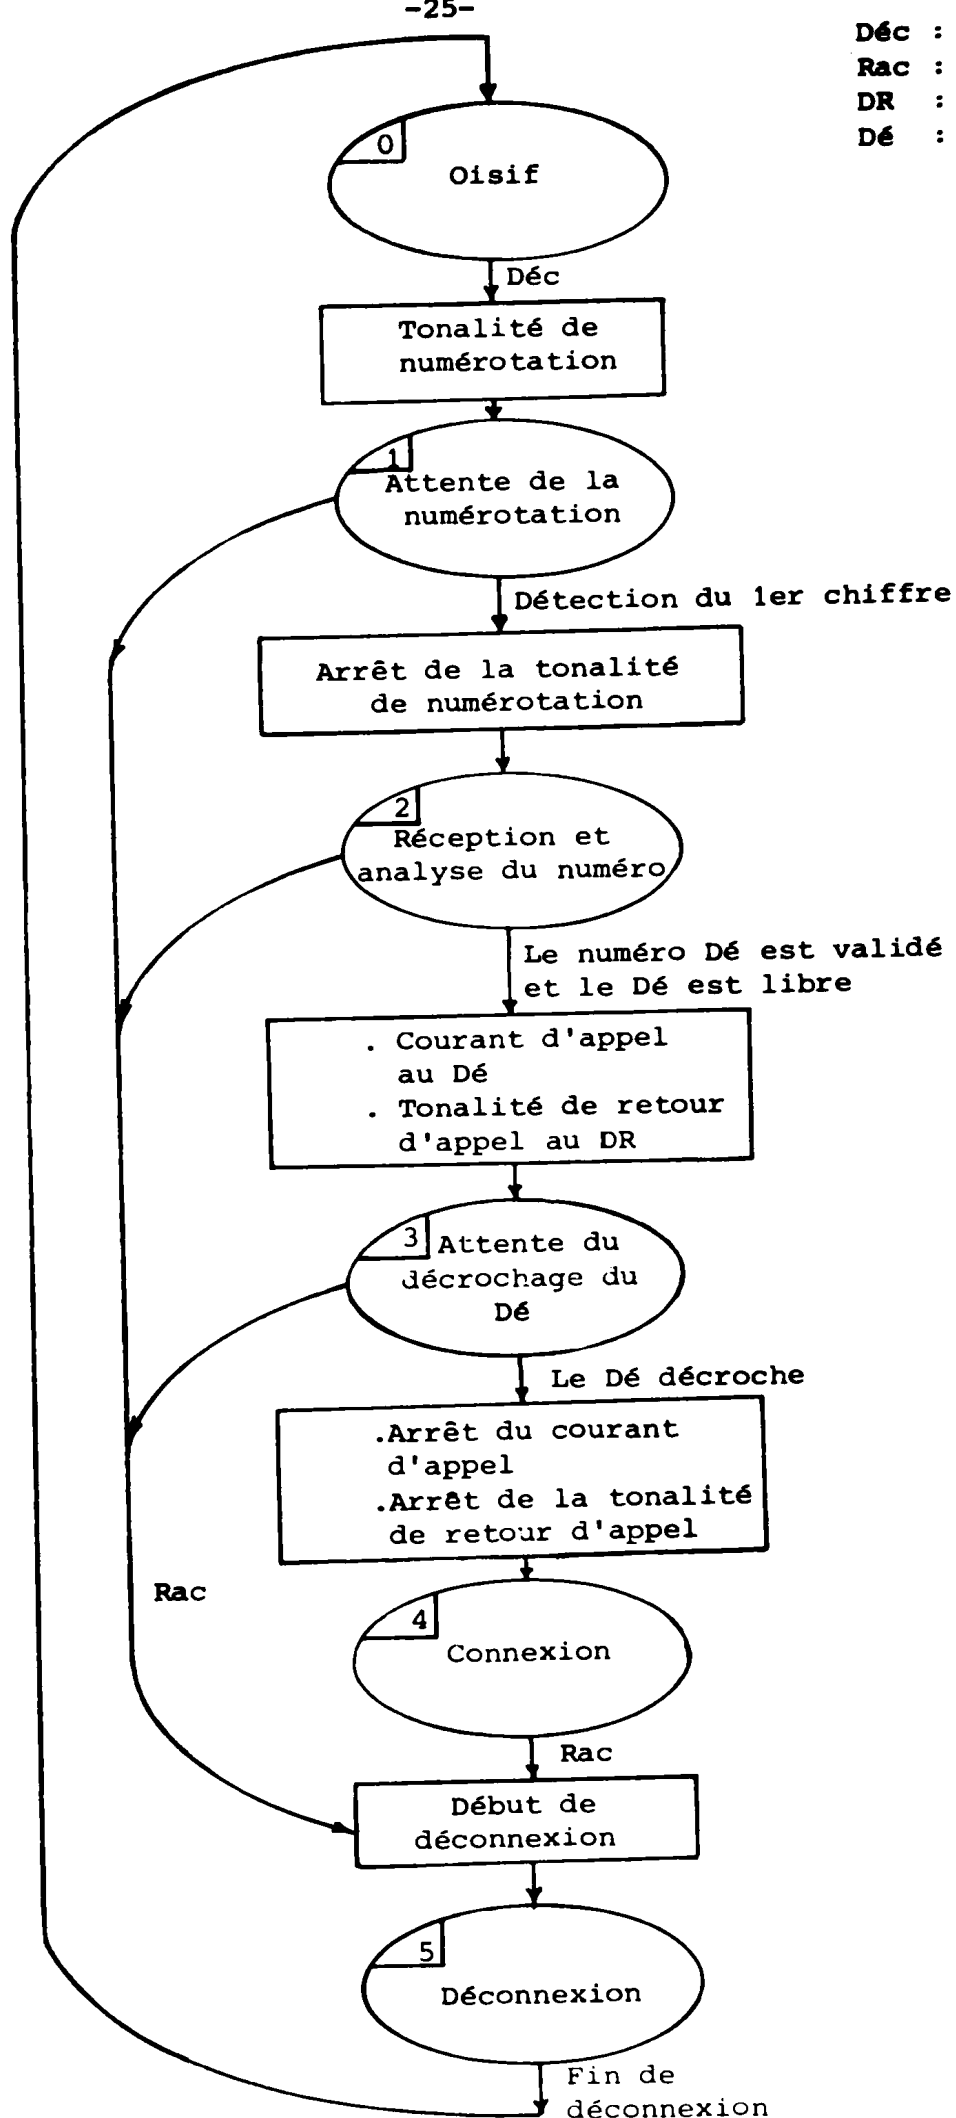 -25-
Déc :
Rac :
DR :
Dé :
0
Oisif
Déc
Tonalité de
numérotation
1
Attente de la
numérotation
Détection du 1er chiffre
Arrêt de la tonalité
de numérotation
2
Réception et
analyse du numéro
Le numéro Dé est validé
et le Dé est libre
. Courant d'appel
au Dé
. Tonalité de retour
d'appel au DR
3
Attente du
décrochage du
Dé
Le Dé décroche
.Arrêt du courant
d'appel
.Arrêt de la tonalité
de retour d'appel
Rac
4
Connexion
Rac
Début de
déconnexion
5
Déconnexion
Fin de
déconnexion